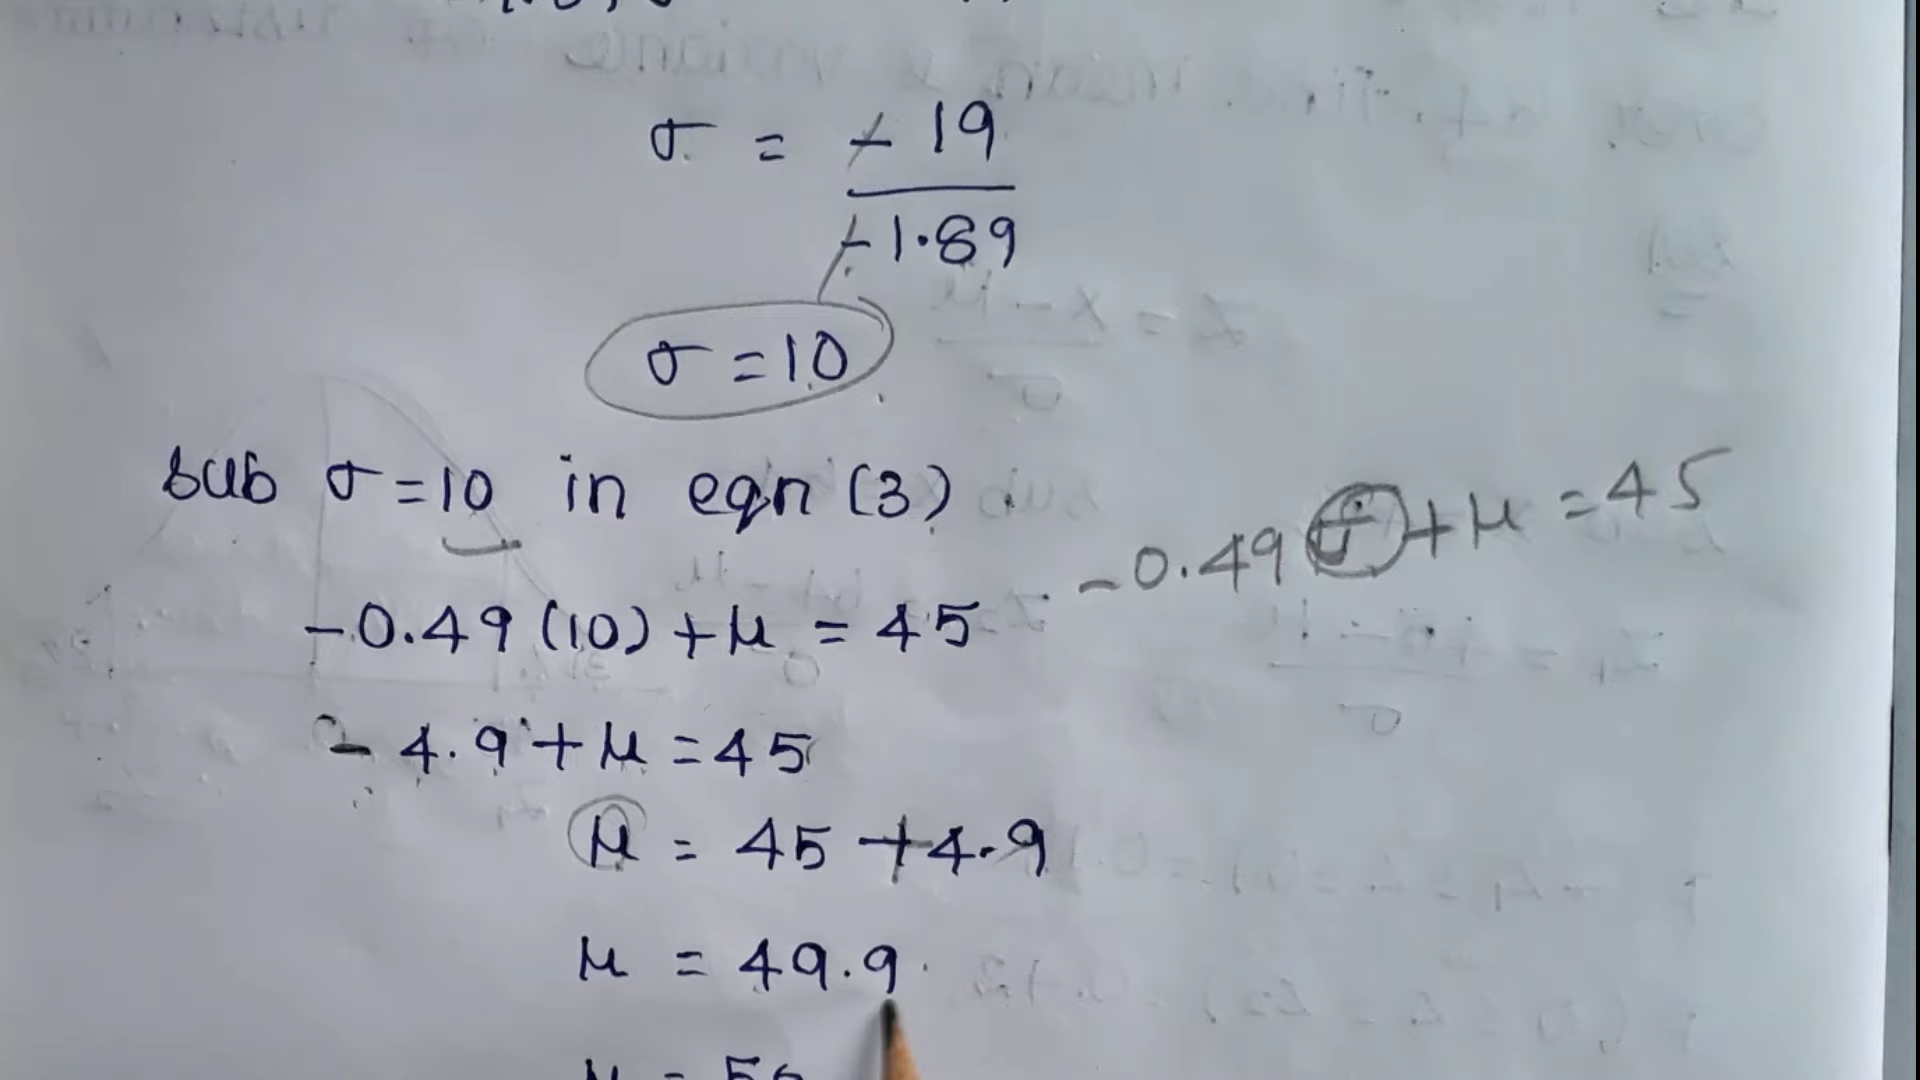 σ = - 19
- 1.89
σ = 10
sub σ = 10 in eqn (3).
- 0.49 σ + μ = 45
- 0.49 (10) + μ = 45
- 4.9 + μ = 45
μ = 45 + 4.9
μ = 49.9